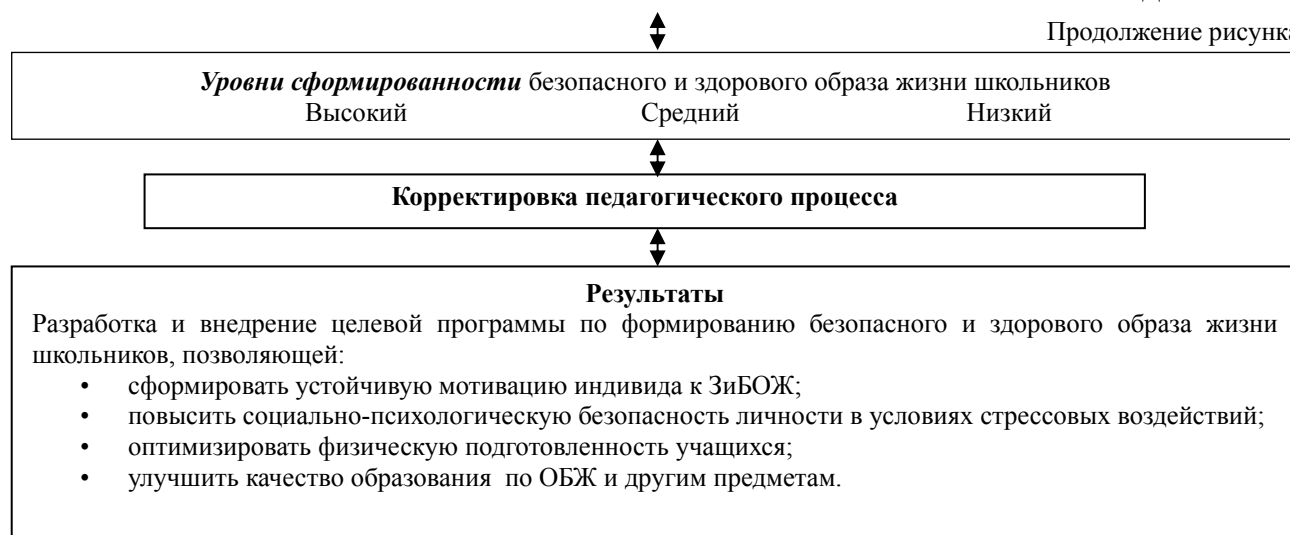 Продолжение рисунка
Уровни сформированности безопасного и здорового образа жизни школьников
Высокий Средний Низкий
Корректировка педагогического процесса
Результаты
Разработка и внедрение целевой программы по формированию безопасного и здорового образа жизни
школьников, позволяющей:
• сформировать устойчивую мотивацию индивида к ЗиБОЖ;
• повысить социально-психологическую безопасность личности в условиях стрессовых воздействий;
• оптимизировать физическую подготовленность учащихся;
• улучшить качество образования по ОБЖ и другим предметам.